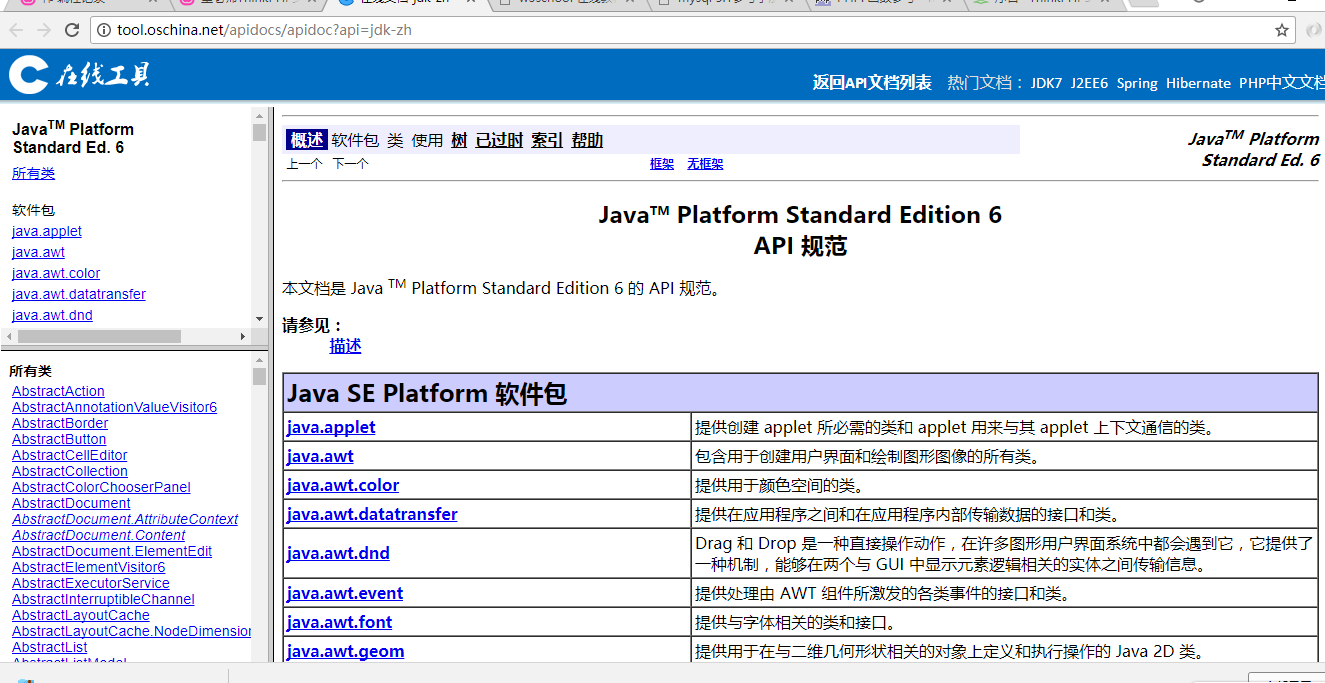 tool.oschina.net/apidocs/apidoc?api=jdk-zh
在线工具
返回API文档列表 热门文档： JDK7 J2EE6 Spring Hibernate PHP中文文档
Java™ Platform
Standard Ed. 6
所有类
软件包
java.applet
java.awt
java.awt.color
java.awt.datatransfer
java.awt.dnd
所有类
AbstractAction
AbstractAnnotationValueVisitor6
AbstractBorder
AbstractButton
AbstractCellEditor
AbstractCollection
AbstractColorChooserPanel
AbstractDocument
AbstractDocument.AttributeContext
AbstractDocument.Content
AbstractDocument.ElementEdit
AbstractElementVisitor6
AbstractExecutorService
AbstractInterruptibleChannel
AbstractLayoutCache
AbstractLayoutCache.NodeDimension
AbstractList
AbstractListModel
概述 软件包 类 使用 树 已过时 索引 帮助
Java™ Platform
Standard Ed. 6
上一个 下一个 框架 无框架
Java™ Platform Standard Edition 6
API 规范
本文档是 Java ™ Platform Standard Edition 6 的 API 规范。
请参见：
描述
Java SE Platform 软件包
java.applet 提供创建 applet 所必需的类和 applet 用来与其 applet 上下文通信的类。
java.awt 包含用于创建用户界面和绘制图形图像的所有类。
java.awt.color 提供用于颜色空间的类。
java.awt.datatransfer 提供在应用程序之间和在应用程序内部传输数据的接口和类。
java.awt.dnd Drag 和 Drop 是一种直接操作动作，在许多图形用户界面系统中都会遇到它，它提供了
一种机制，能够在两个与 GUI 中显示元素逻辑相关的实体之间传输信息。
java.awt.event 提供处理由 AWT 组件所激发的各类事件的接口和类。
java.awt.font 提供与字体相关的类和接口。
java.awt.geom 提供用于在与二维几何形状相关的对象上定义和执行操作的 Java 2D 类。